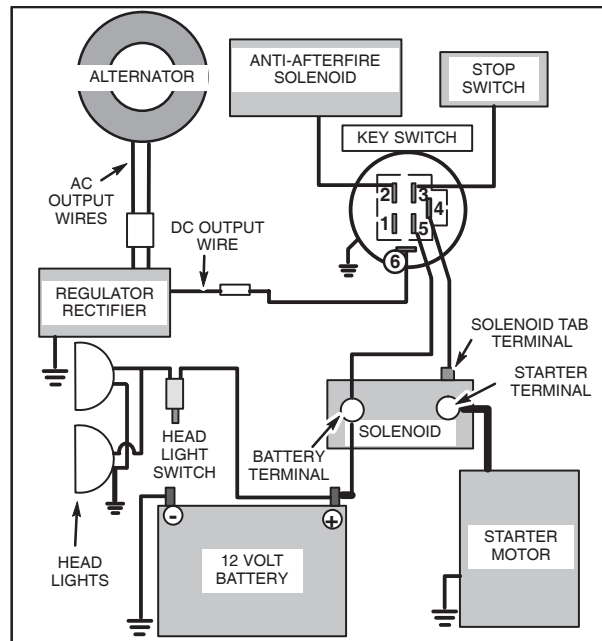 ALTERNATOR
ANTI-AFTERFIRE
SOLENOID
STOP
SWITCH
KEY SWITCH
AC
OUTPUT
WIRES
DC OUTPUT
WIRE
2
3
4
1
5
6
REGULATOR
RECTIFIER
SOLENOID TAB
TERMINAL
STARTER
TERMINAL
SOLENOID
HEAD
LIGHT
SWITCH
BATTERY
TERMINAL
-
+
HEAD
LIGHTS
12 VOLT
BATTERY
STARTER
MOTOR